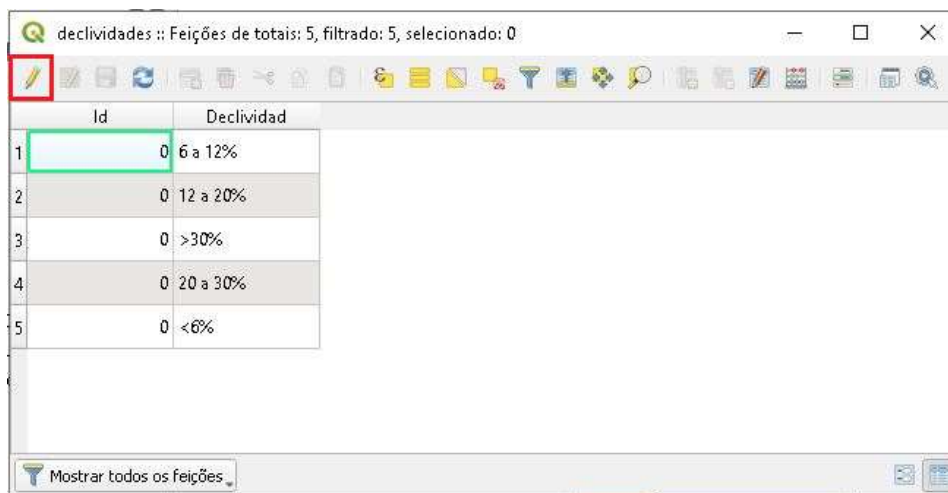 declividades :: Feições de totais: 5, filtrado: 5, selecionado: 0
Id Declividad
1 0 6 a 12%
2 0 12 a 20%
3 0 >30%
4 0 20 a 30%
5 0 <6%
Mostrar todos os feições